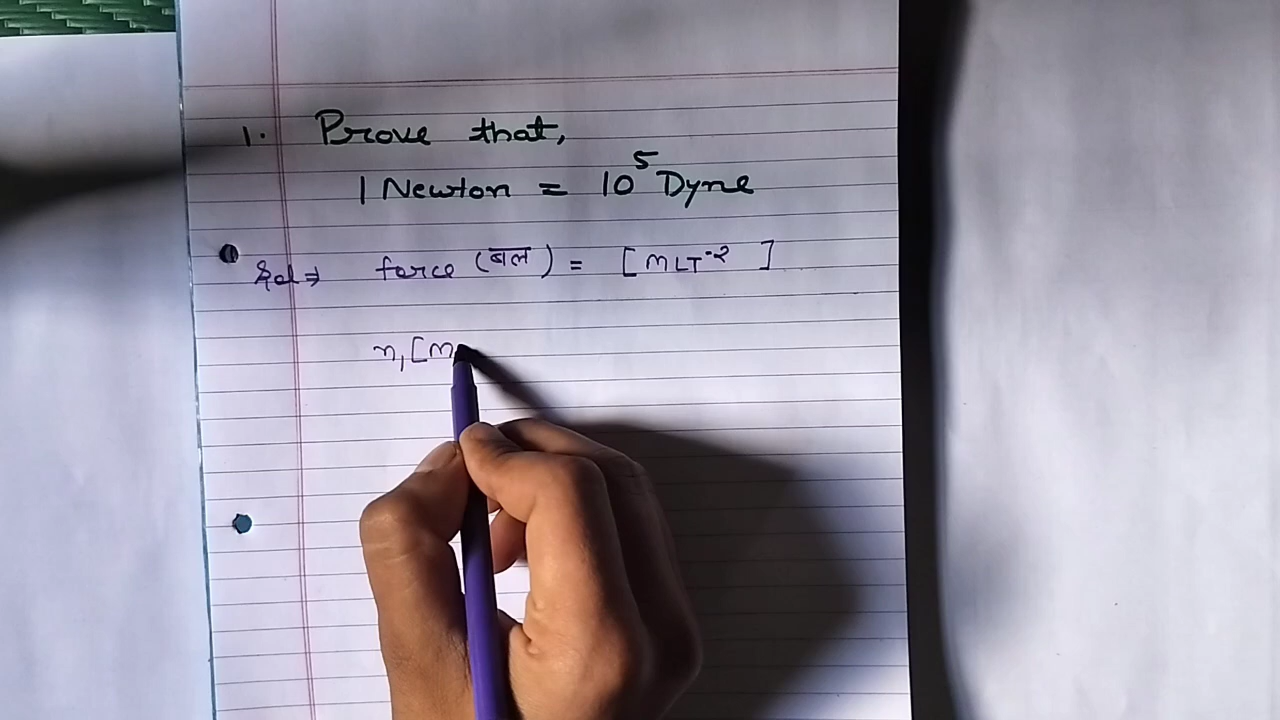 1. Prove that,
1 Newton = 10⁵ Dyne
Sol ⇒ force (बल) = [MLT⁻²]
n₁[M